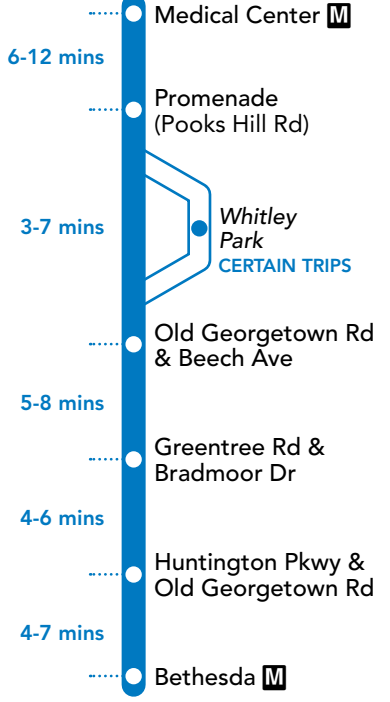 Medical Center M
6-12 mins
Promenade
(Pooks Hill Rd)
3-7 mins
Whitley
Park
CERTAIN TRIPS
Old Georgetown Rd
& Beech Ave
5-8 mins
Greentree Rd &
Bradmoor Dr
4-6 mins
Huntington Pkwy &
Old Georgetown Rd
4-7 mins
Bethesda M